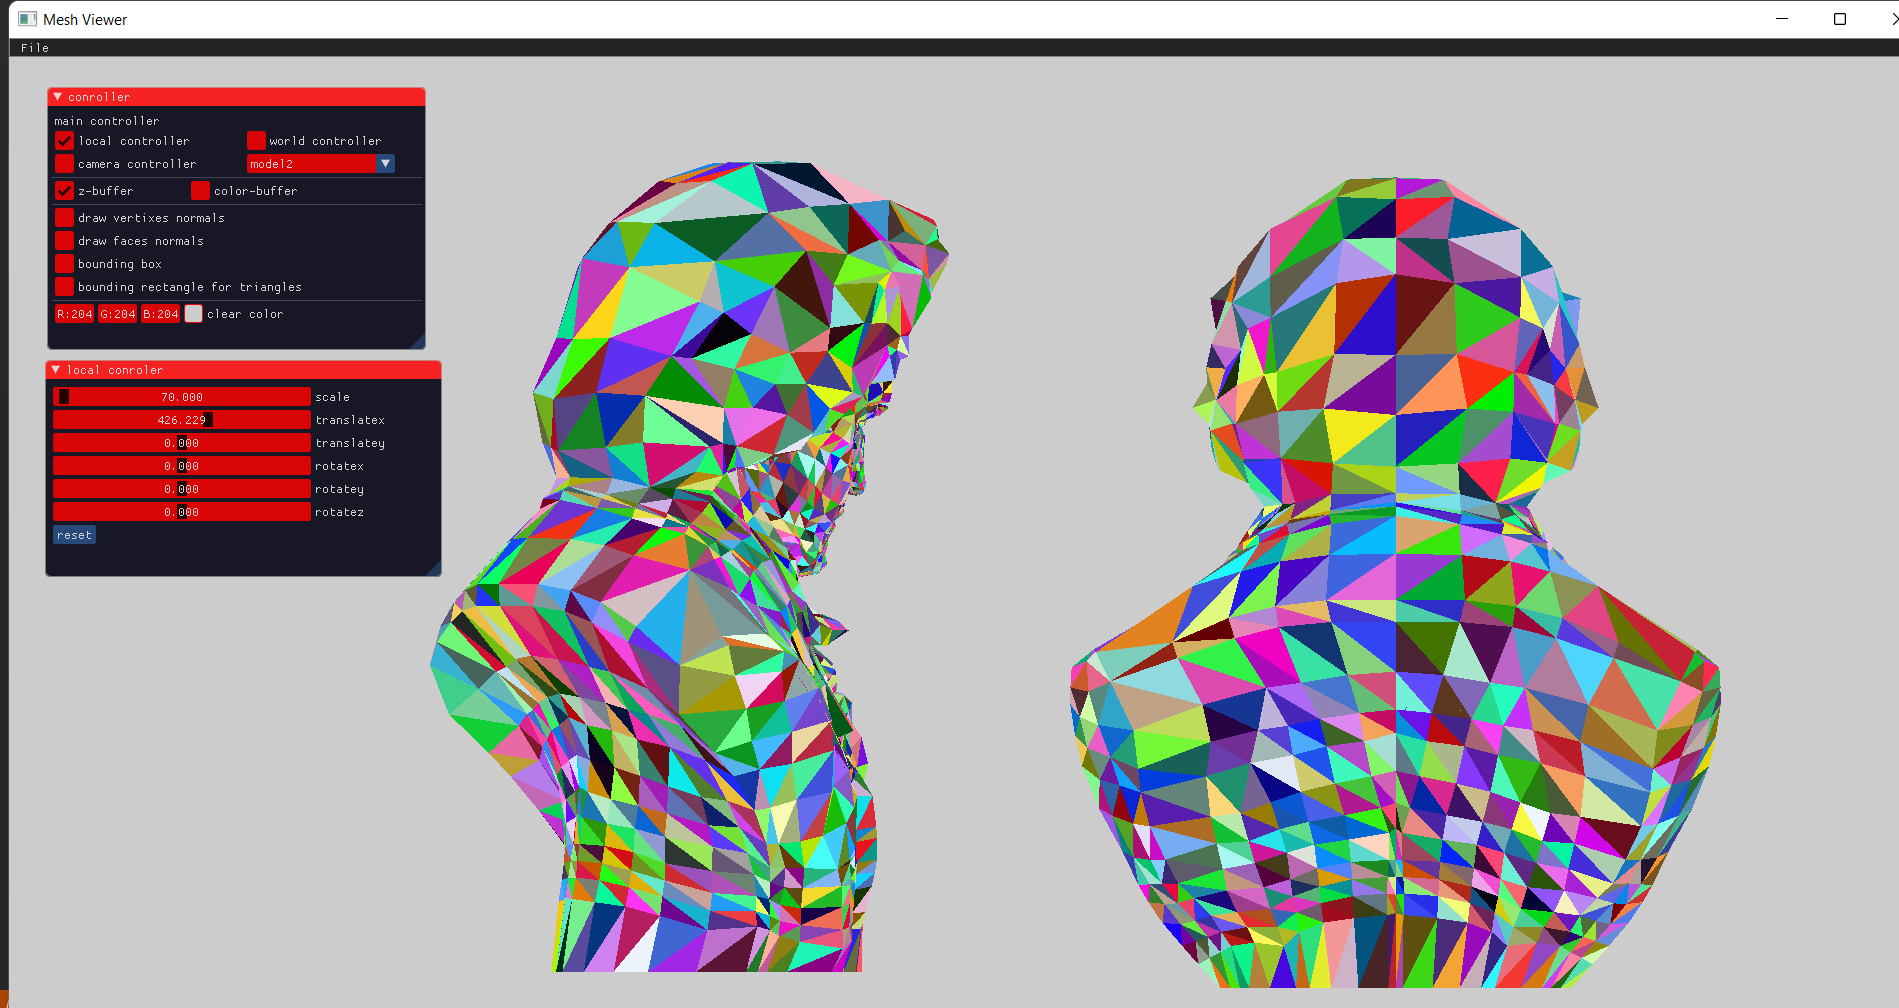 Mesh Viewer
File
conroller
main controller
local controller world controller
camera controller model2
z-buffer color-buffer
draw vertixes normals
draw faces normals
bounding box
bounding rectangle for triangles
R:204 G:204 B:204 clear color
local conroler
70.000 scale
426.229 translatex
0.000 translatey
0.000 rotatex
0.000 rotatey
0.000 rotatez
reset